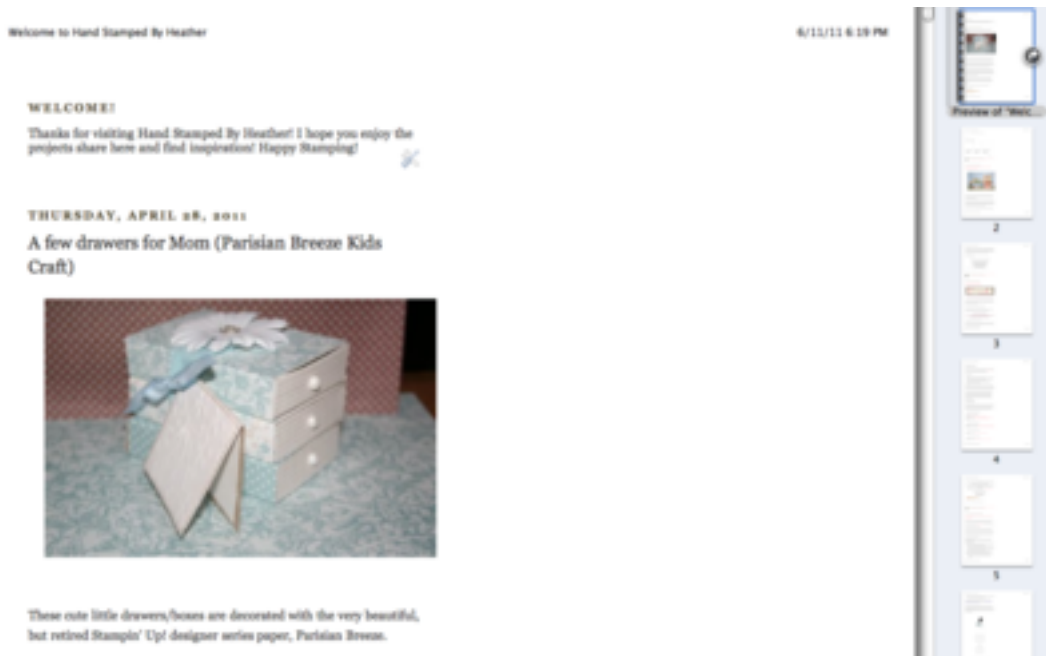 Welcome to Hand Stamped By Heather
6/11/11 6:19 PM
WELCOME!
Thanks for visiting Hand Stamped By Heather! I hope you enjoy the
projects share here and find inspiration! Happy Stamping!
THURSDAY, APRIL 28, 2011
A few drawers for Mom (Parisian Breeze Kids
Craft)
These cute little drawers/boxes are decorated with the very beautiful,
but retired Stampin' Up! designer series paper, Parisian Breeze.
Preview of "Welc...
2
3
4
5